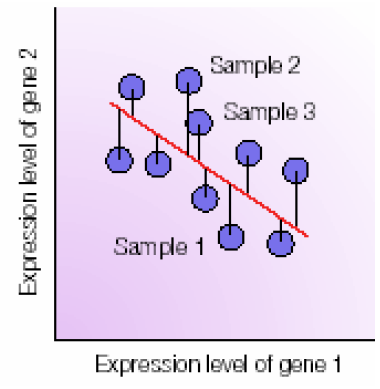 Expression level of gene 2
Sample 2
Sample 3
Sample 1
Expression level of gene 1